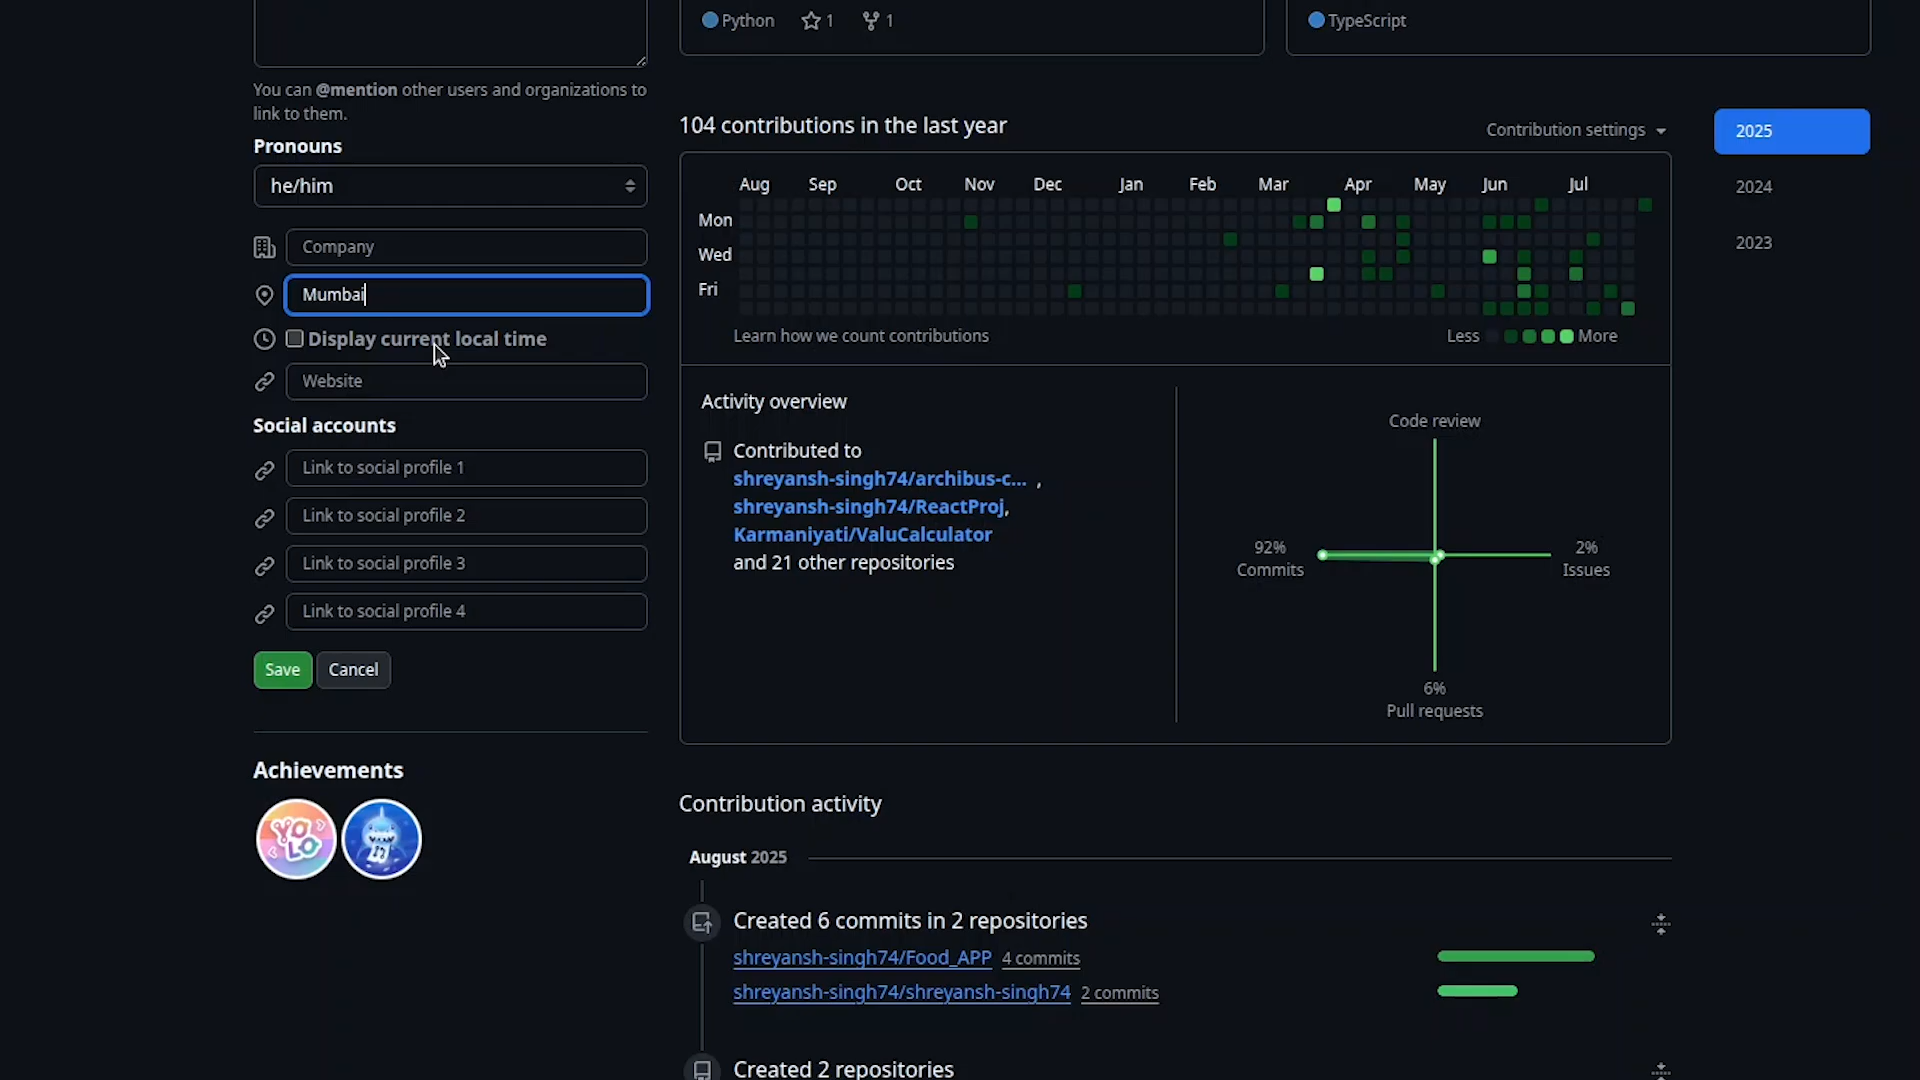 Python 1 1
TypeScript
You can @mention other users and organizations to
link to them.
Pronouns
he/him
Company
Mumbai
Display current local time
Website
Social accounts
Link to social profile 1
Link to social profile 2
Link to social profile 3
Link to social profile 4
Save Cancel
Achievements
YOLO
104 contributions in the last year
Contribution settings
Aug Sep Oct Nov Dec Jan Feb Mar Apr May Jun Jul
Mon
Wed
Fri
Learn how we count contributions
Less More
Activity overview
Contributed to
shreyansh-singh74/archibus-c... ,
shreyansh-singh74/ReactProj,
Karmaniyati/ValuCalculator
and 21 other repositories
Code review
92%
Commits
2%
Issues
6%
Pull requests
Contribution activity
August 2025
Created 6 commits in 2 repositories
shreyansh-singh74/Food_APP 4 commits
shreyansh-singh74/shreyansh-singh74 2 commits
Created 2 repositories
2025
2024
2023